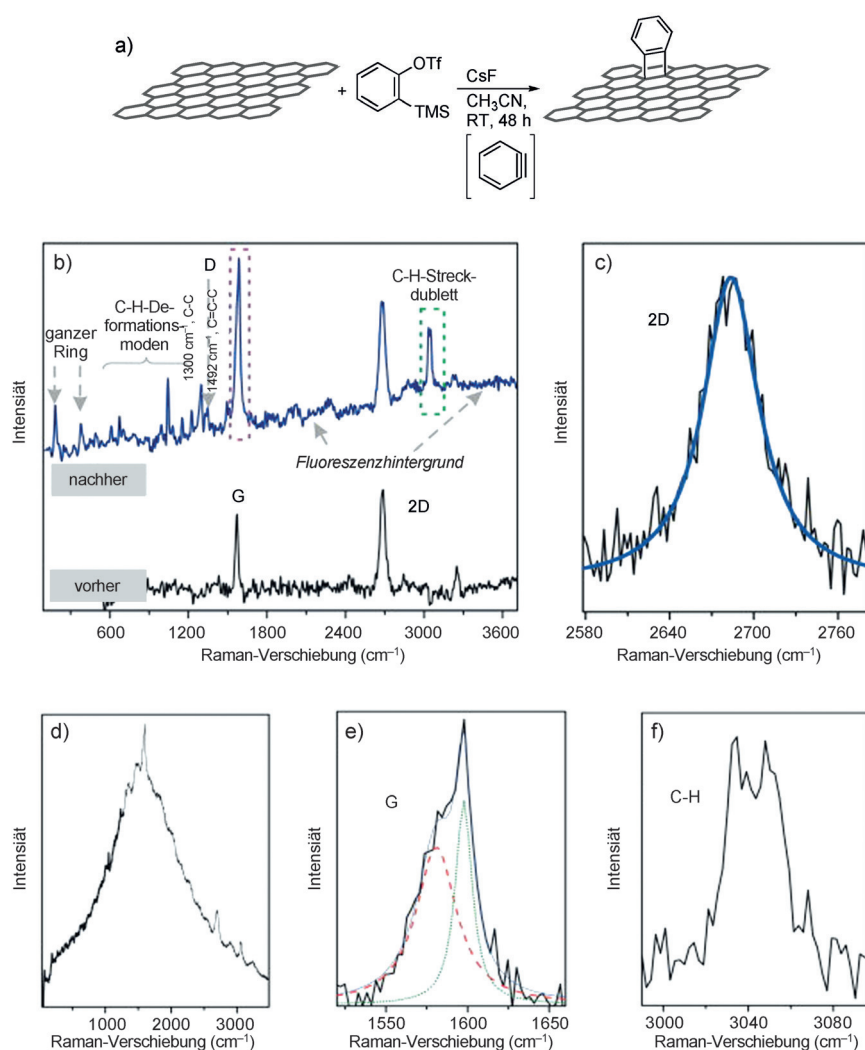 a)
+
OTf
TMS
CsF
CH₃CN,
RT, 48 h
b)
ganzer
Ring
C-H-De-
formations-
moden
1300 cm⁻¹, C-C
D
1492 cm⁻¹, C=C-C
C-H-Streck-
dublett
Fluoreszenzhintergrund
nachher
G
2D
vorher
Intensiät
600 1200 1800 2400 3000 3600
Raman-Verschiebung (cm⁻¹)
c)
2D
Intensiät
2580 2640 2700 2760
Raman-Verschiebung (cm⁻¹)
d)
Intensiät
1000 2000 3000
Raman-Verschiebung (cm⁻¹)
e)
G
Intensiät
1550 1600 1650
Raman-Verschiebung (cm⁻¹)
f)
C-H
Intensiät
3000 3040 3080
Raman-Verschiebung (cm⁻¹)